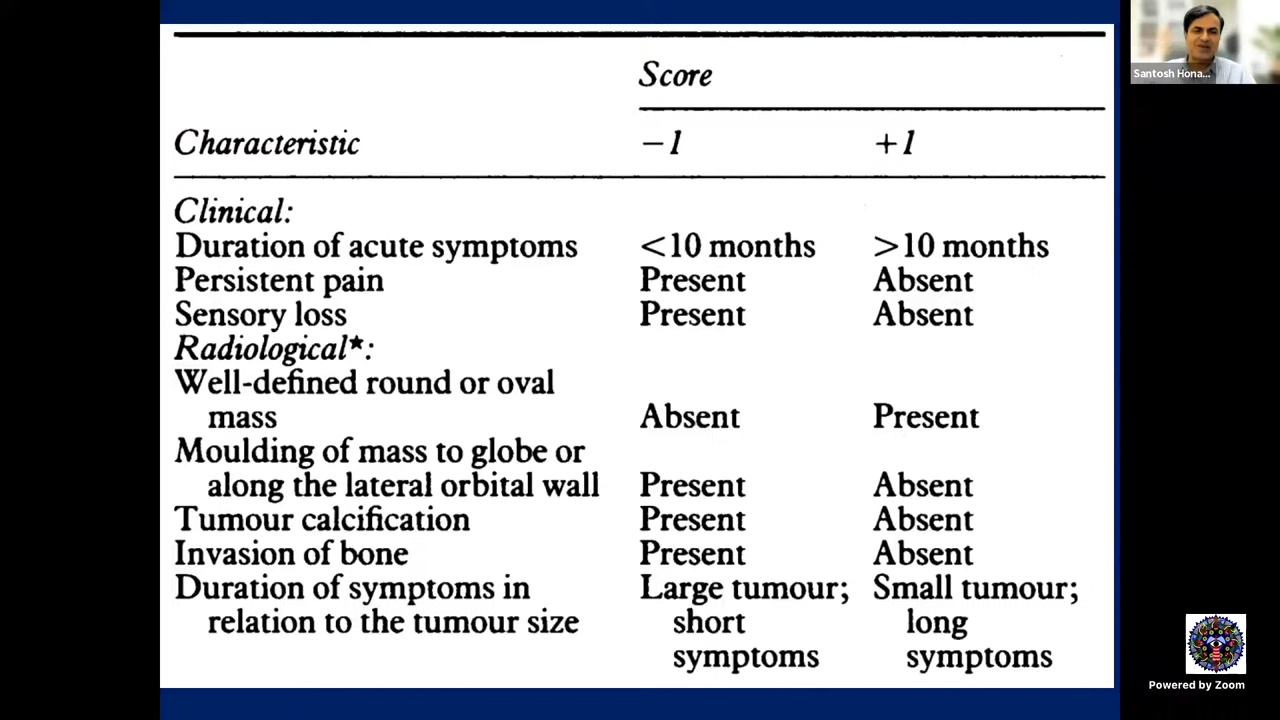 Score
Characteristic −1 +1
Clinical:
Duration of acute symptoms <10 months >10 months
Persistent pain Present Absent
Sensory loss Present Absent
Radiological★:
Well-defined round or oval
mass Absent Present
Moulding of mass to globe or
along the lateral orbital wall Present Absent
Tumour calcification Present Absent
Invasion of bone Present Absent
Duration of symptoms in Large tumour; Small tumour;
relation to the tumour size short long
symptoms symptoms
Santosh Hona...
Powered by Zoom